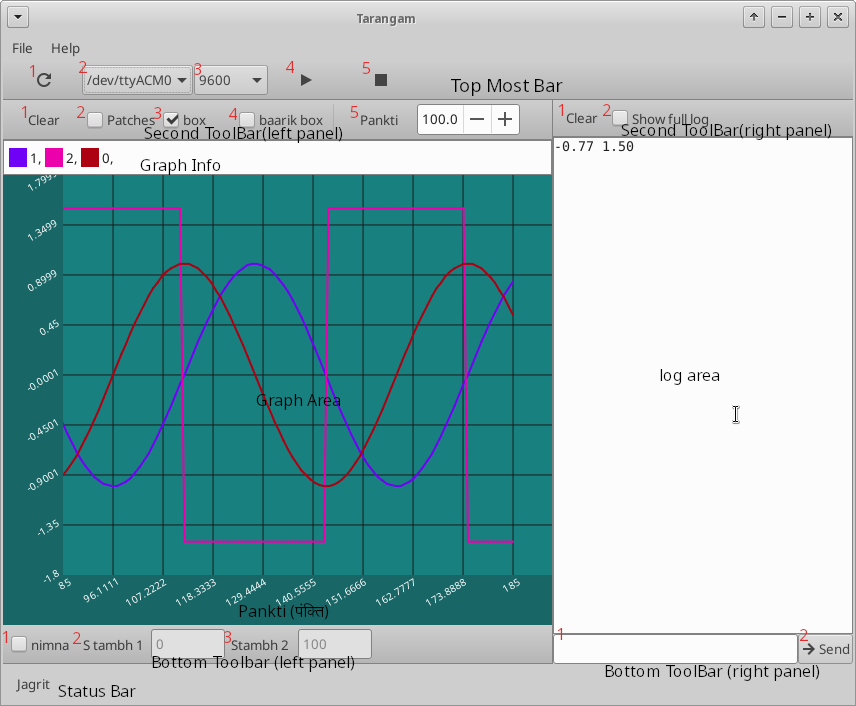 Tarangam
File Help
1 2 /dev/ttyACM0 3 9600 4 5
Top Most Bar
1 Clear 2 Patches 3 box 4 baarik box 5 Pankti 100.0
Second ToolBar(left panel)
1 Clear 2 Show full log
Second ToolBar(right panel)
1, 2, 0,
Graph Info
-0.77 1.50
1.3499
0.8999
0.45
-0.0001
Graph Area
-0.4501
-0.9001
-1.35
-1.8
85 96.1111 107.2222 118.3333 129.4444 140.5555 151.6666 162.7777 173.8888 185
Pankti (पंक्ति)
log area
1 nimna 2 S tambh 1 0 3 Stambh 2 100
Bottom Toolbar (left panel)
1 2 Send
Bottom ToolBar (right panel)
Jagrit Status Bar